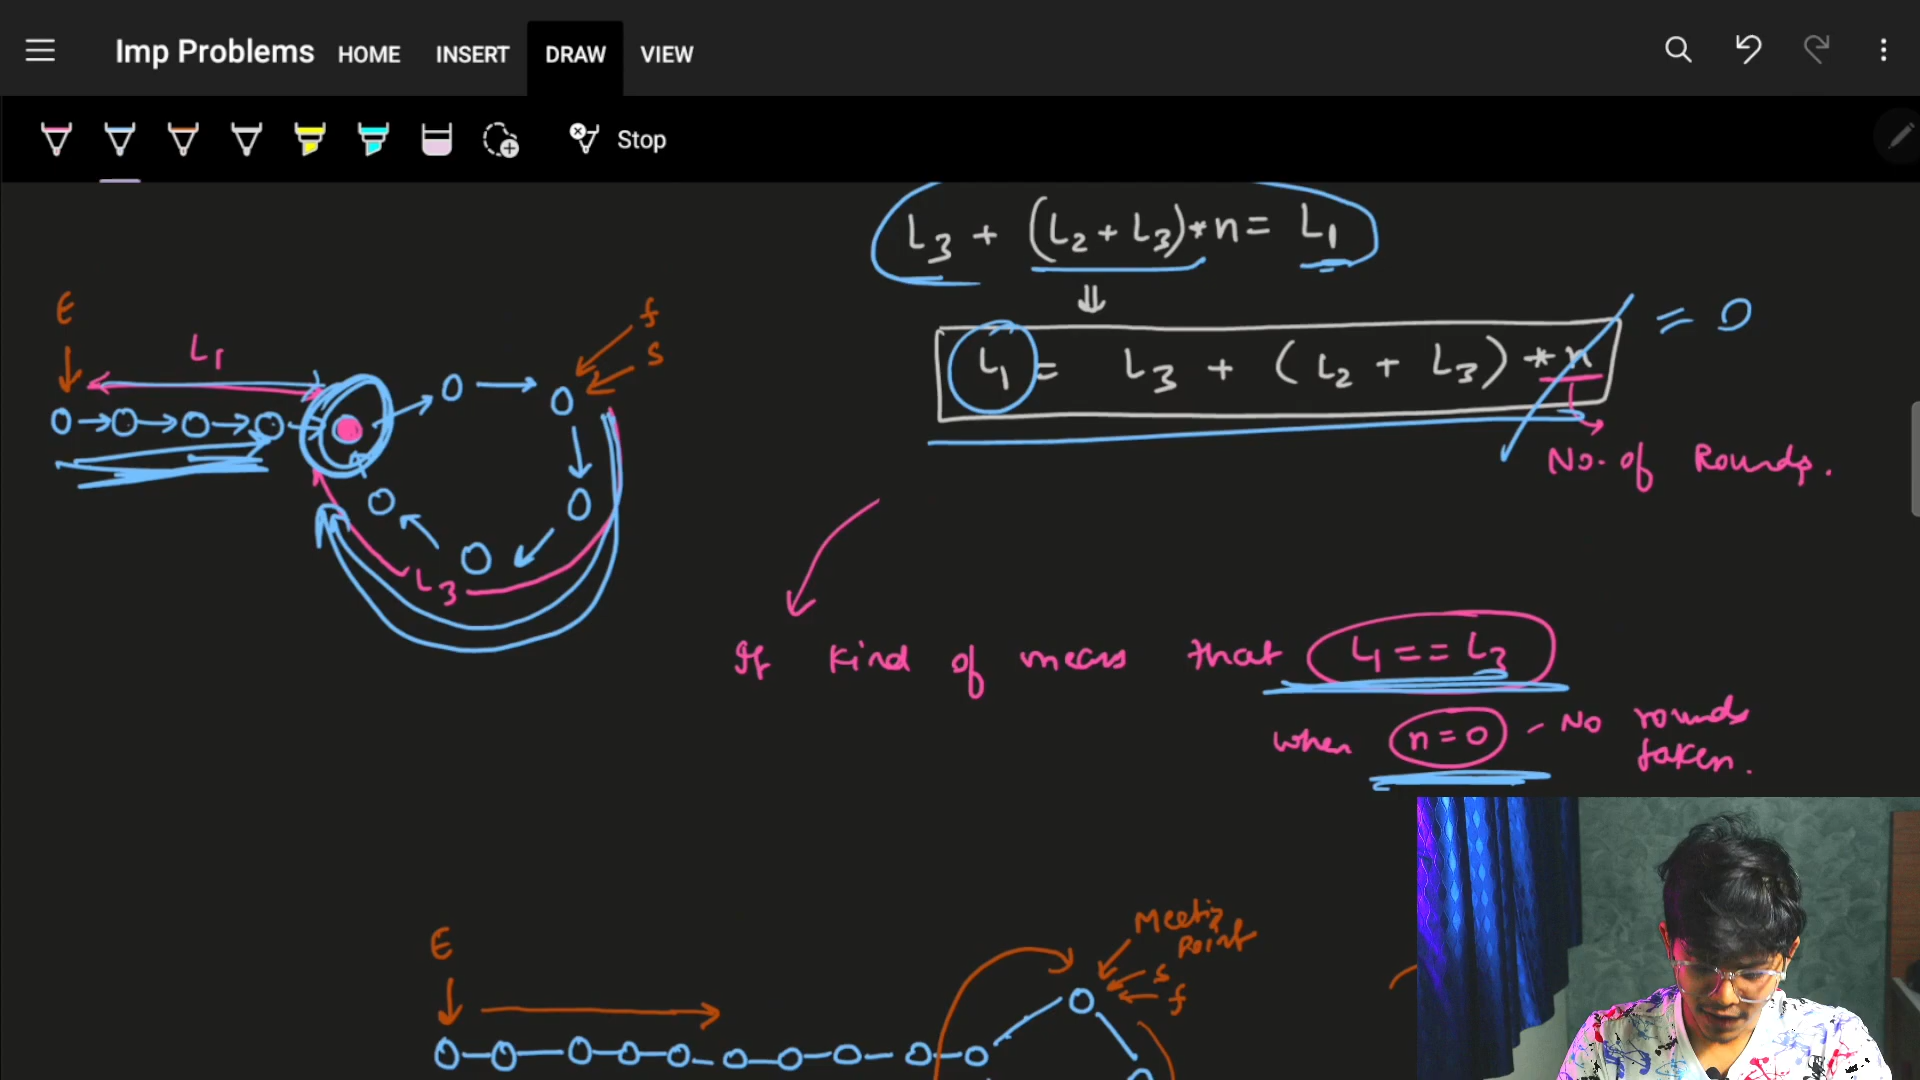 Imp Problems HOME INSERT DRAW VIEW
Stop
L3 + (L2 + L3)*n = L1
⇓
L1 = L3 + (L2 + L3) * n = 0
No. of Rounds.
E
L1
f
s
L3
It kind of means that L1 == L3
when n = 0 - No rounds taken.
E
Meeting Point
s
f